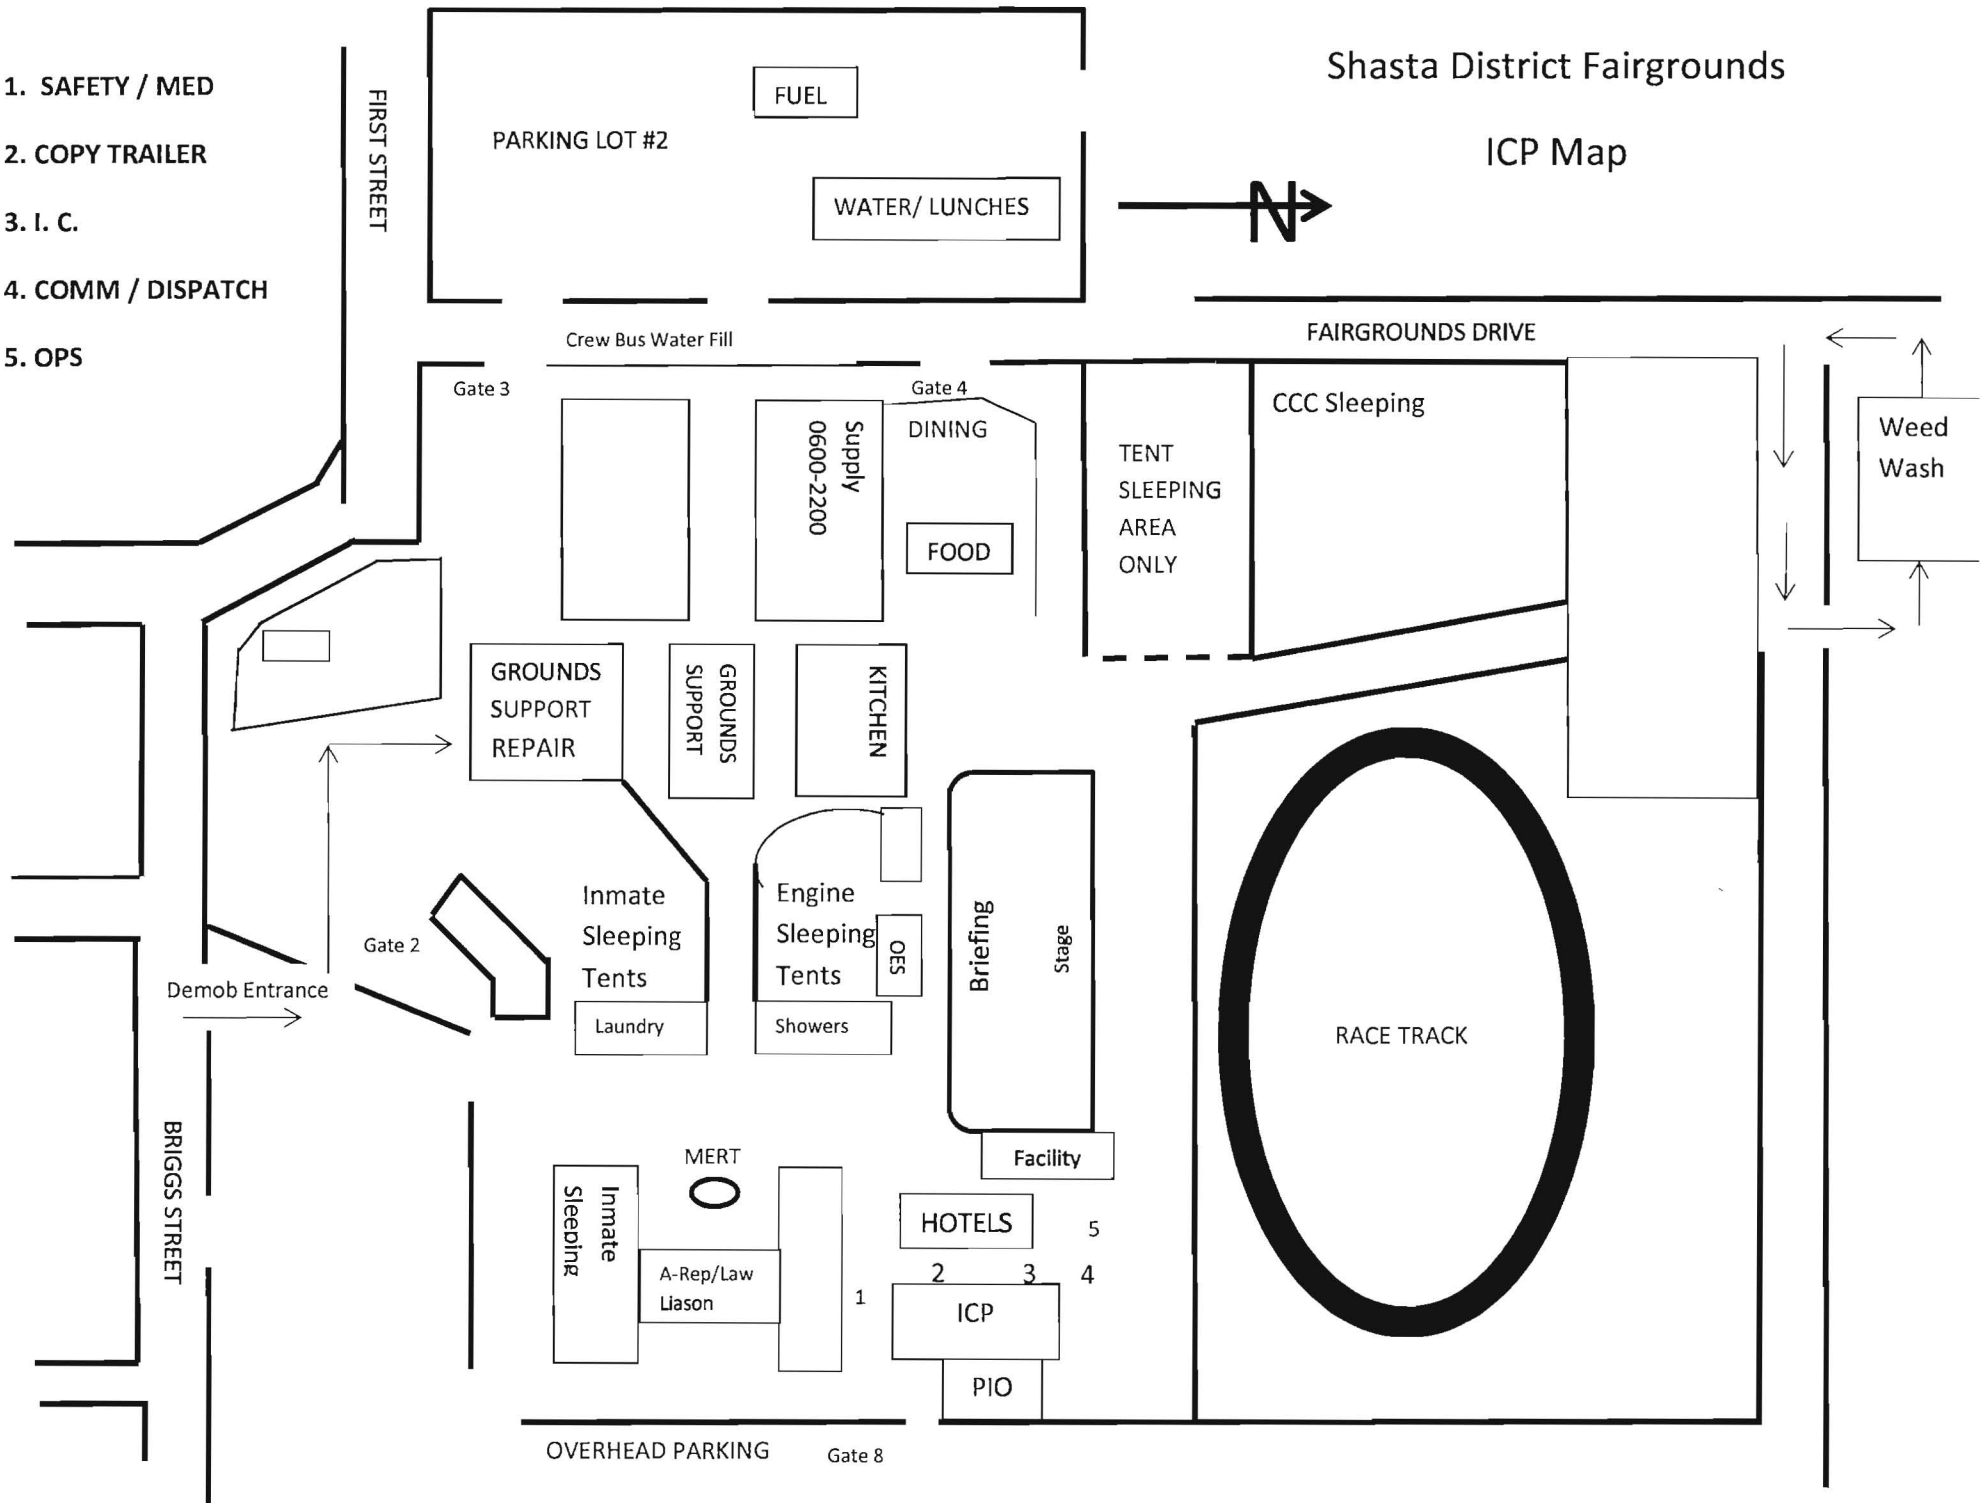 Shasta District Fairgrounds
ICP Map
N
1. SAFETY / MED
2. COPY TRAILER
3. I. C.
4. COMM / DISPATCH
5. OPS
FIRST STREET
FUEL
PARKING LOT #2
WATER/ LUNCHES
Crew Bus Water Fill
FAIRGROUNDS DRIVE
Gate 3
Gate 4
Supply
0600-2200
DINING
FOOD
TENT
SLEEPING
AREA
ONLY
CCC Sleeping
Weed
Wash
GROUNDS
SUPPORT
REPAIR
GROUNDS
SUPPORT
KITCHEN
Inmate
Sleeping
Tents
Engine
Sleeping
Tents
OES
Briefing
Stage
Gate 2
Demob Entrance
Laundry
Showers
RACE TRACK
BRIGGS STREET
MERT
Facility
Inmate
Sleeping
A-Rep/Law
Liason
HOTELS
5
2
3
4
1
ICP
PIO
OVERHEAD PARKING
Gate 8